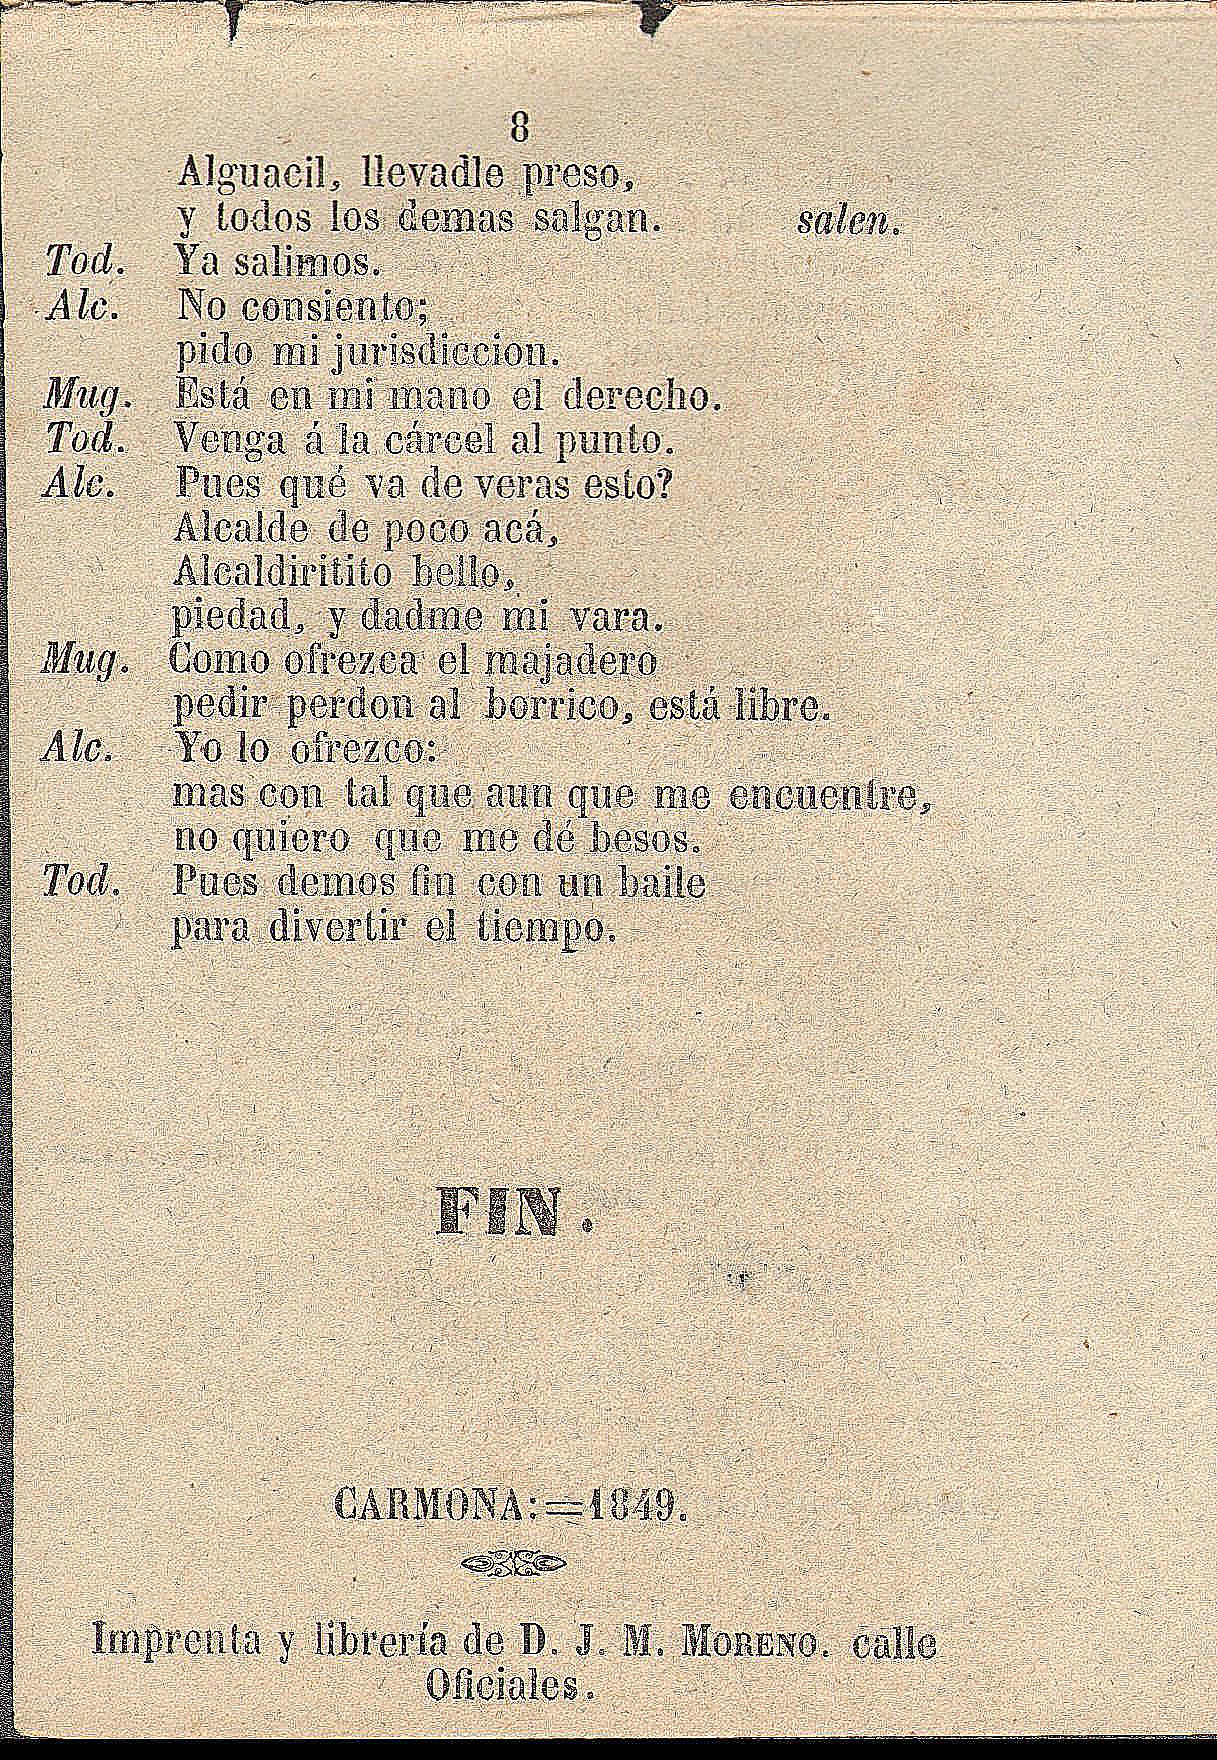 8
Alguacil, llevadle preso,
y todos los demas salgan. salen.
Tod. Ya salimos.
Alc. No consiento;
pido mi jurisdiccion.
Mug. Está en mi mano el derecho.
Tod. Venga á la cárcel al punto.
Alc. Pues qué va de veras esto?
Alcalde de poco acá,
Alcaldiritito bello,
piedad, y dadme mi vara.
Mug. Como ofrezca el majadero
pedir perdon al borrico, está libre.
Alc. Yo lo ofrezco:
mas con tal que aun que me encuentre,
no quiero que me dé besos.
Tod. Pues demos fin con un baile
para divertir el tiempo.
FIN.
CARMONA:=1849.
Imprenta y librería de D. J. M. MORENO. calle
Oficiales.